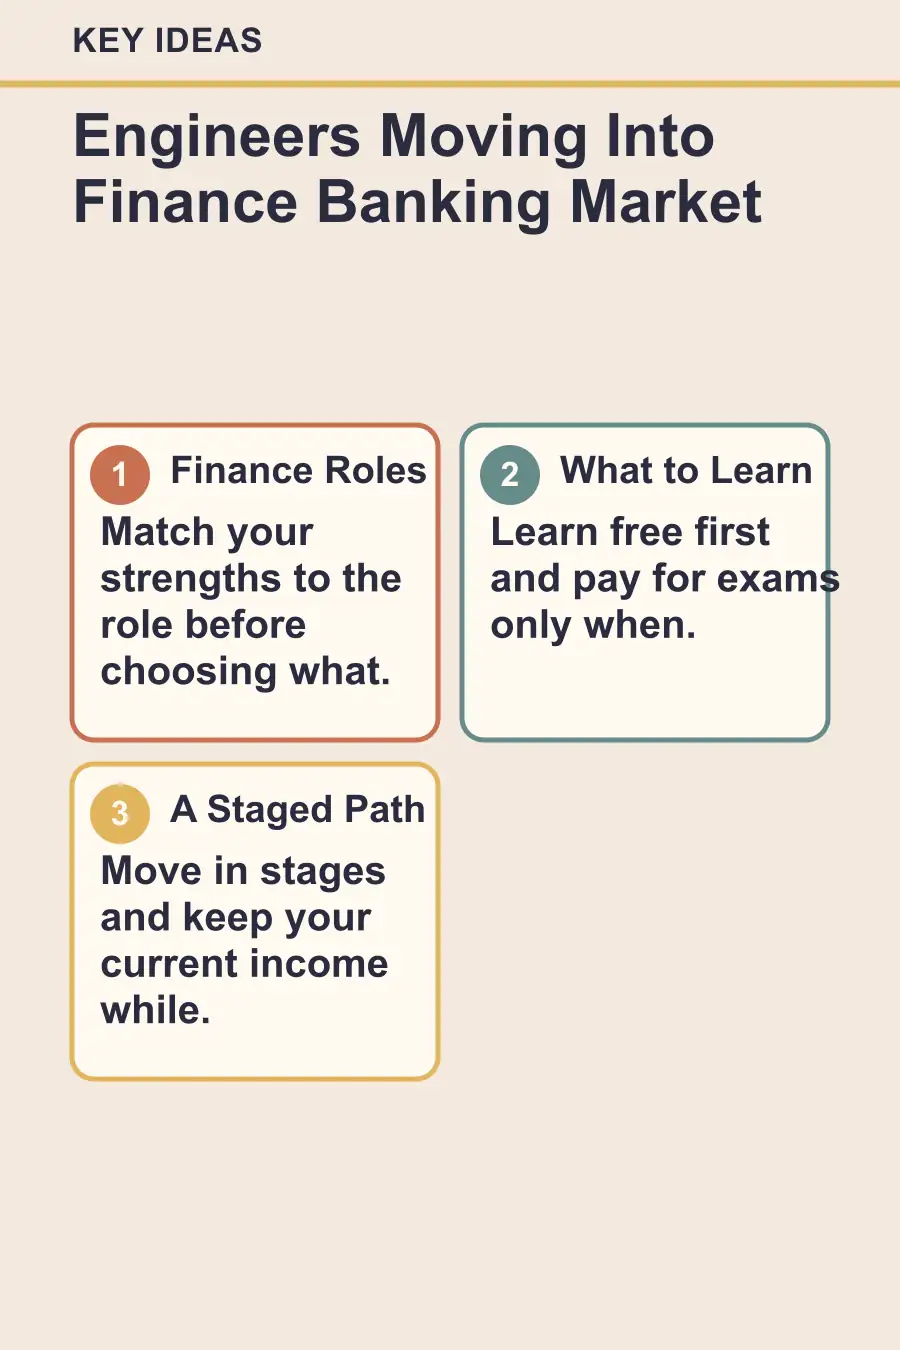 KEY IDEAS
Engineers Moving Into
Finance Banking Market
1 Finance Roles
Match your
strengths to the
role before
choosing what.
2 What to Learn
Learn free first
and pay for exams
only when.
3 A Staged Path
Move in stages
and keep your
current income
while.